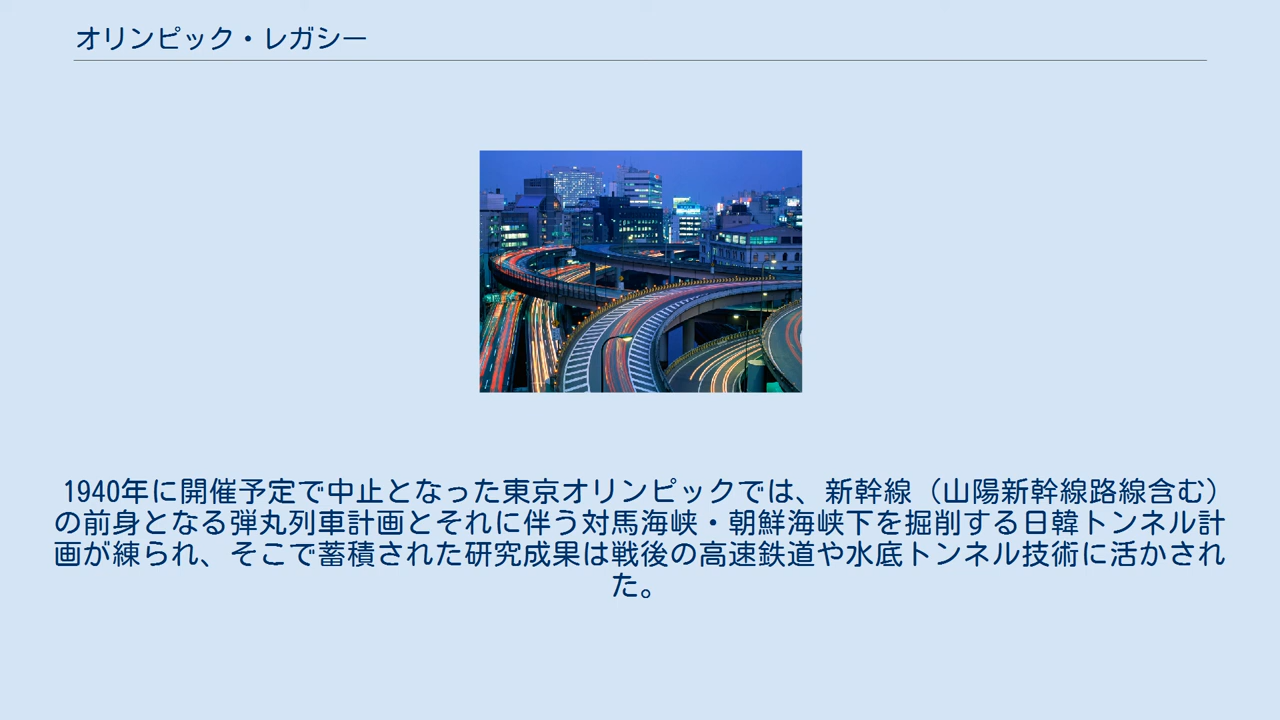 オリンピック・レガシー
1940年に開催予定で中止となった東京オリンピックでは、新幹線（山陽新幹線路線含む）
の前身となる弾丸列車計画とそれに伴う対馬海峡・朝鮮海峡下を掘削する日韓トンネル計
画が練られ、そこで蓄積された研究成果は戦後の高速鉄道や水底トンネル技術に活かされ
た。